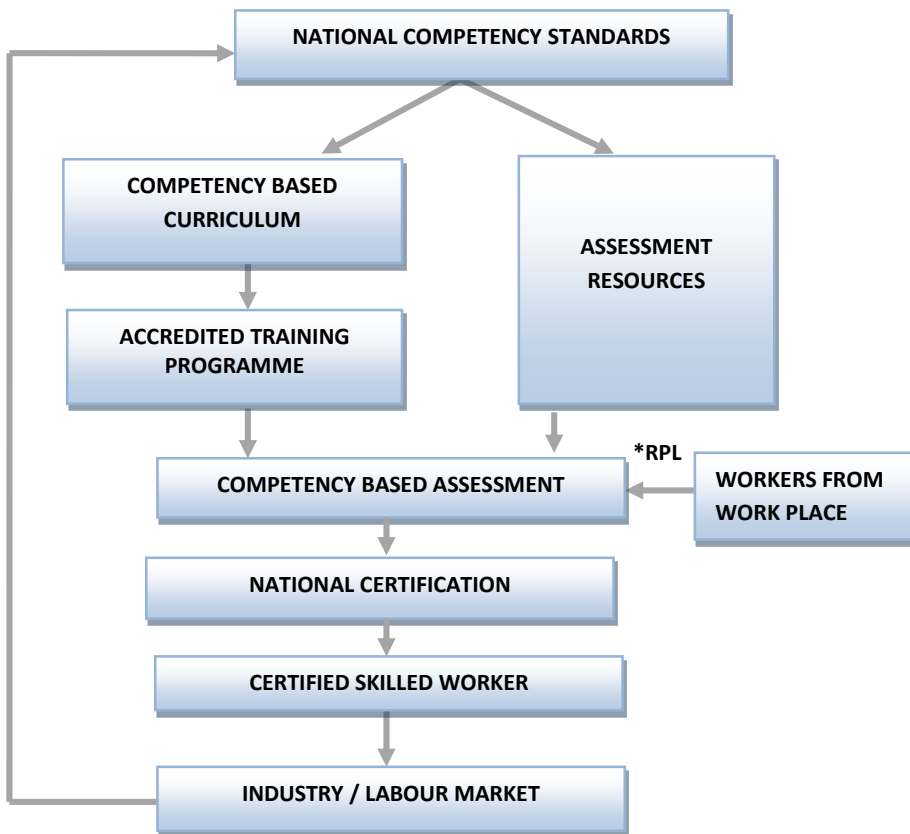 NATIONAL COMPETENCY STANDARDS
COMPETENCY BASED
CURRICULUM
ASSESSMENT
RESOURCES
ACCREDITED TRAINING
PROGRAMME
*RPL
COMPETENCY BASED ASSESSMENT
WORKERS FROM
WORK PLACE
NATIONAL CERTIFICATION
CERTIFIED SKILLED WORKER
INDUSTRY / LABOUR MARKET